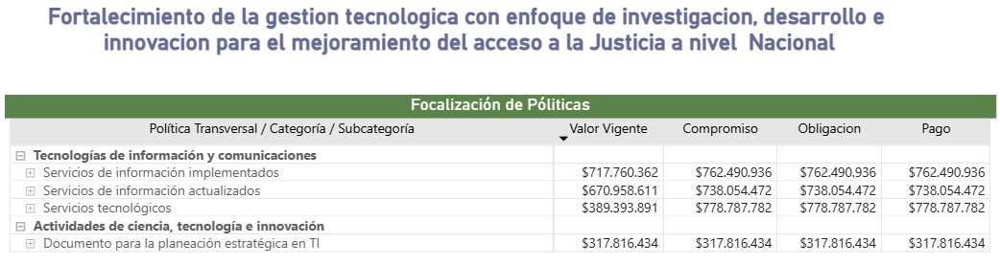 Fortalecimiento de la gestion tecnologica con enfoque de investigacion, desarrollo e
innovacion para el mejoramiento del acceso a la Justicia a nivel Nacional
Focalización de Póliticas
Política Transversal / Categoría / Subcategoría Valor Vigente Compromiso Obligacion Pago
Tecnologías de información y comunicaciones
Servicios de información implementados $717.760.362 $762.490.936 $762.490.936 $762.490.936
Servicios de información actualizados $670.958.611 $738.054.472 $738.054.472 $738.054.472
Servicios tecnológicos $389.393.891 $778.787.782 $778.787.782 $778.787.782
Actividades de ciencia, tecnología e innovación
Documento para la planeación estratégica en TI $317.816.434 $317.816.434 $317.816.434 $317.816.434